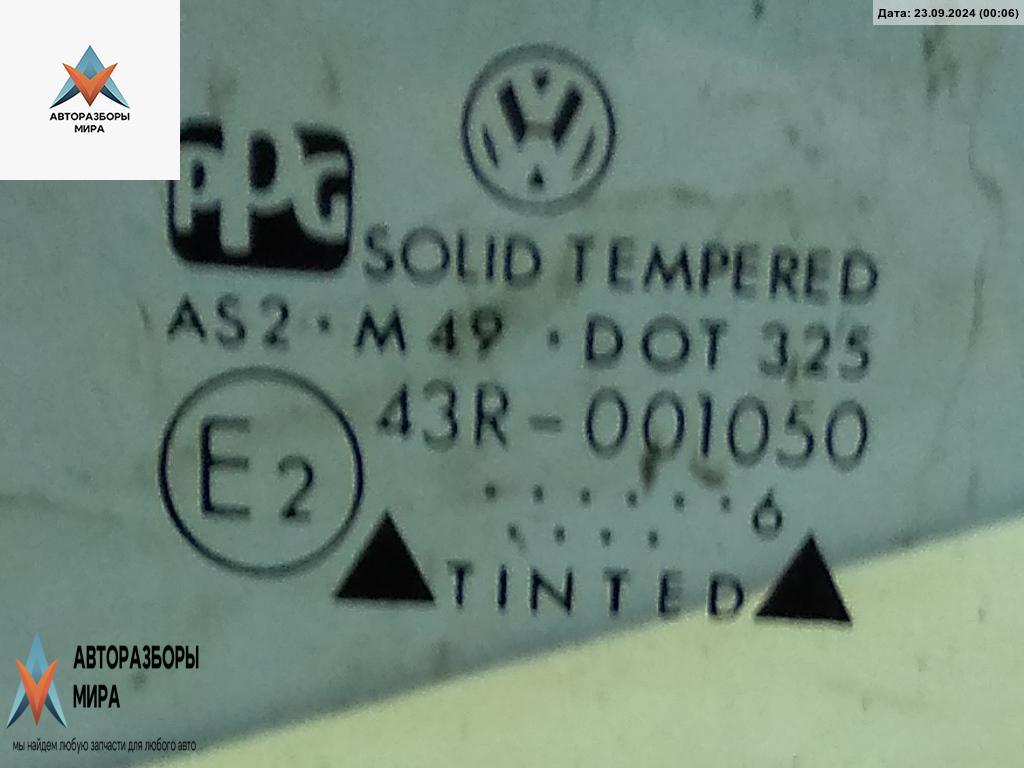 Дата: 23.09.2024 (00:06)
АВТОРАЗБОРЫ
МИРА
ppg
SOLID TEMPERED
AS2 · M 49 · DOT 325
43R-001050
E2
· · · · · · 6
· · · ·
TINTED
АВТОРАЗБОРЫ
МИРА
мы найдем любую запчасти для любого авто